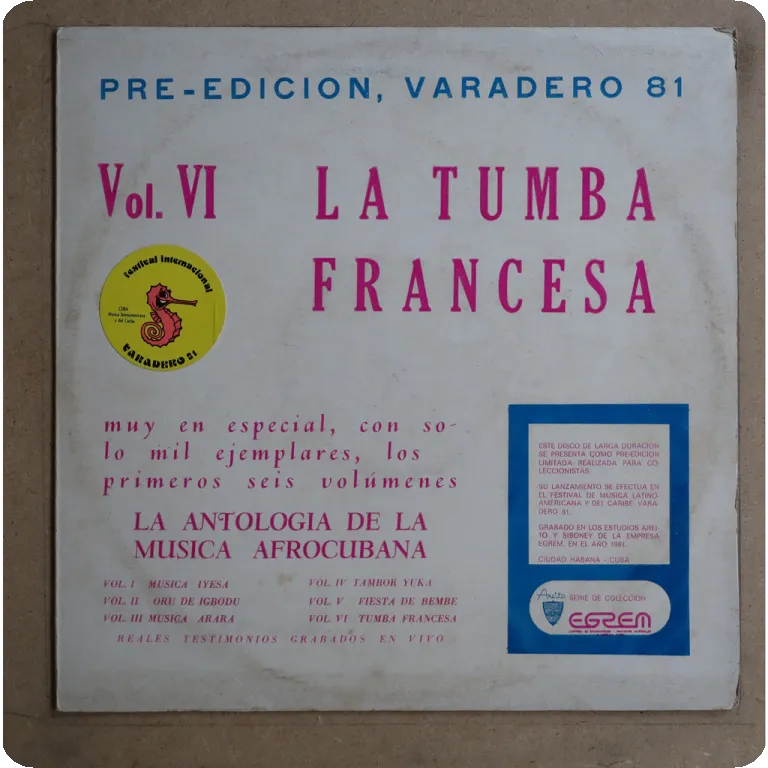 PRE-EDICION, VARADERO 81
Vol. VI LA TUMBA
FRANCESA
festival internacional
CUBA
VARADERO 81
muy en especial, con so-
lo mil ejemplares, los
primeros seis volúmenes
LA ANTOLOGIA DE LA
MUSICA AFROCUBANA
VOL. I MUSICA IYESA
VOL. II ORU DE IGBODU
VOL. III MUSICA ARARA
VOL. IV TAMBOR YUKA
VOL. V FIESTA DE BEMBE
VOL. VI TUMBA FRANCESA
REALES TESTIMONIOS GRABADOS EN VIVO
ESTE DISCO DE LARGA DURACION
SE PRESENTA COMO PRE-EDICION
LIMITADA REALIZADA PARA CO
LECCIONISTAS.
SU LANZAMIENTO SE EFECTUA EN
EL FESTIVAL DE MUSICA LATINO-
AMERICANA Y DEL CARIBE, VARA
DERO 81.
GRABADO EN LOS ESTUDIOS AREI-
TO Y SIBONEY DE LA EMPRESA
EGREM, EN EL AÑO 1981.
CIUDAD HABANA - CUBA
Areito SERIE DE COLECCION
EGREM